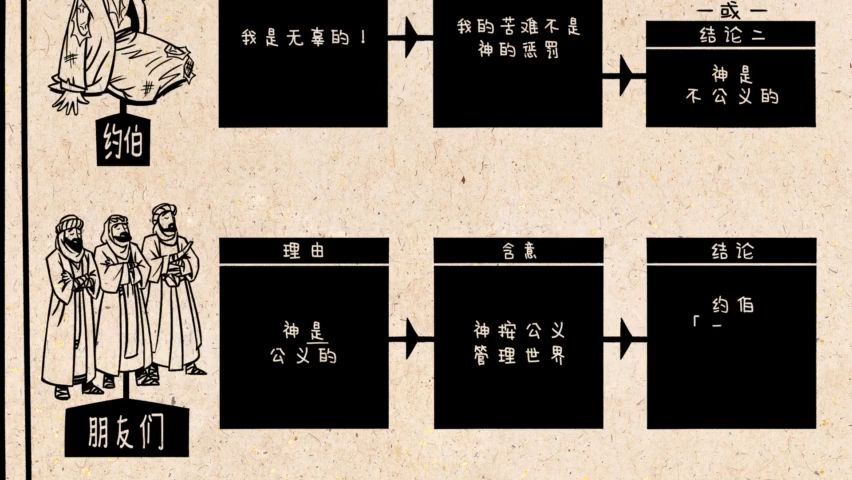 我是无辜的！
我的苦难不是
神的惩罚
—或—
结论二
神是
不公义的
约伯
理由
神是
公义的
含意
神按公义
管理世界
结论
约伯
「一
朋友们